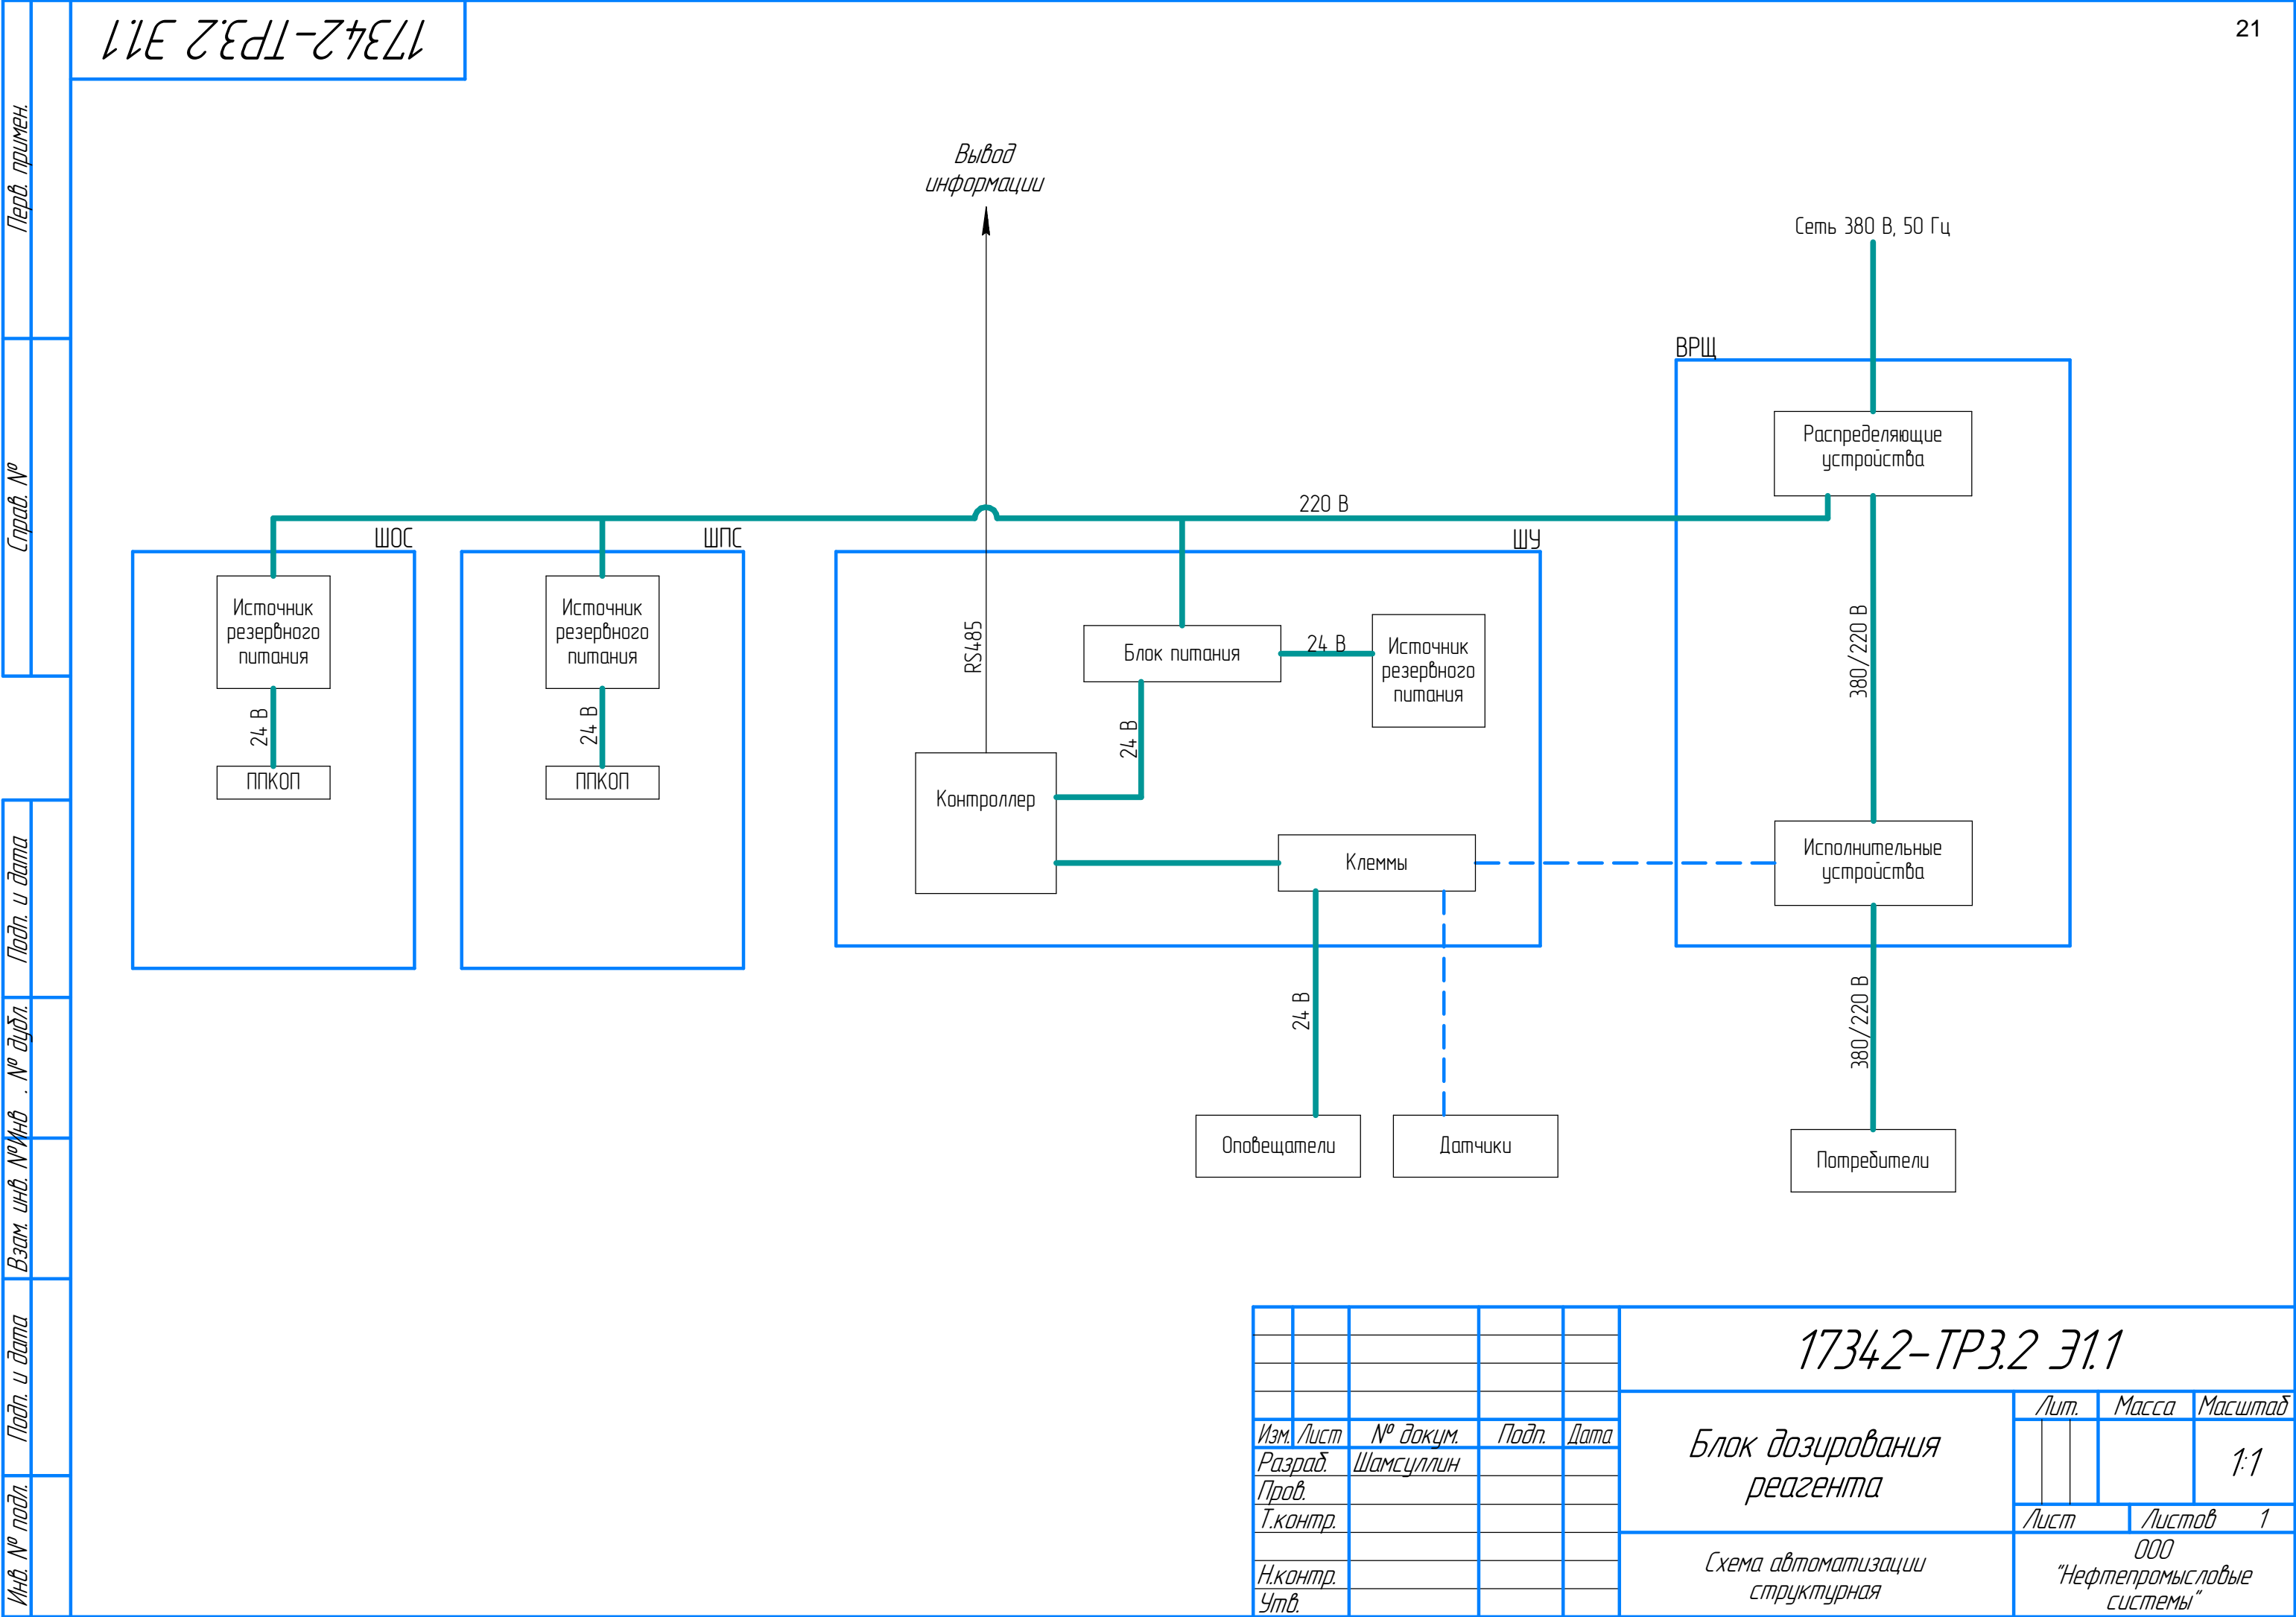 17342-ТР3.2 Э1.1
21
Перв. примен.
Справ. №
Подп. и дата
Инв. № дубл.
Взам. инв. №
Подп. и дата
Инв. № подл.
Вывод
информации
Сеть 380 В, 50 Гц
ВРЩ
Распределяющие
устройства
220 В
ШОС
ШПС
ШУ
Источник
резервного
питания
24 В
ППКОП
Источник
резервного
питания
24 В
ППКОП
RS485
Блок питания
24 В
Источник
резервного
питания
24 В
Контроллер
Клеммы
380/220 В
Исполнительные
устройства
24 В
380/220 В
Оповещатели
Датчики
Потребители
17342-ТР3.2 Э1.1
Изм. Лист № докум. Подп. Дата
Разраб. Шамсуллин
Пров.
Т.контр.
Н.контр.
Утв.
Блок дозирования
реагента
Лит. Масса Масштаб
1:1
Лист Листов 1
Схема автоматизации
структурная
ООО
"Нефтепромысловые
системы"